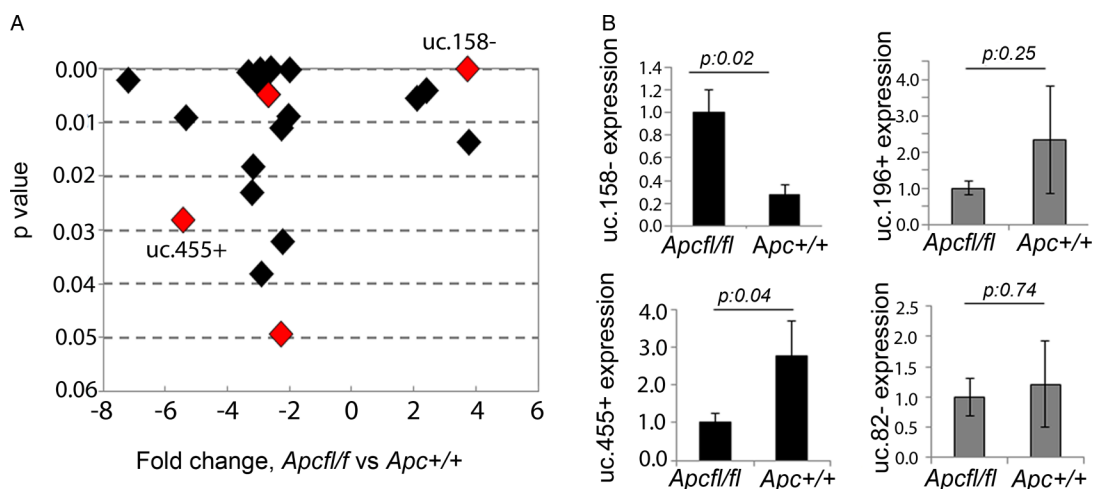 A
uc.158-
0.00
0.01
0.02
0.03
0.04
0.05
0.06
p value
uc.455+
-8 -6 -4 -2 0 2 4 6
Fold change, Apcfl/f vs Apc+/+
B
p:0.02
uc.158- expression
1.4
1.2
1.0
0.8
0.6
0.4
0.2
0.0
Apcfl/fl Apc+/+
p:0.25
uc.196+ expression
4.0
3.0
2.0
1.0
0.0
Apcfl/fl Apc+/+
p:0.04
uc.455+ expression
4.0
3.0
2.0
1.0
0.0
Apcfl/fl Apc+/+
p:0.74
uc.82- expression
2.5
2.0
1.5
1.0
0.5
0.0
Apcfl/fl Apc+/+